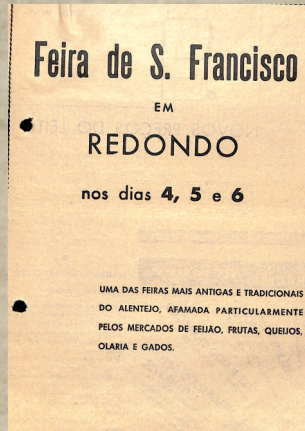 Feira de S. Francisco
EM
REDONDO
nos dias 4, 5 e 6
UMA DAS FEIRAS MAIS ANTIGAS E TRADICIONAIS
DO ALENTEJO, AFAMADA PARTICULARMENTE
PELOS MERCADOS DE FEIJÃO, FRUTAS, QUEIJOS,
OLARIA E GADOS.